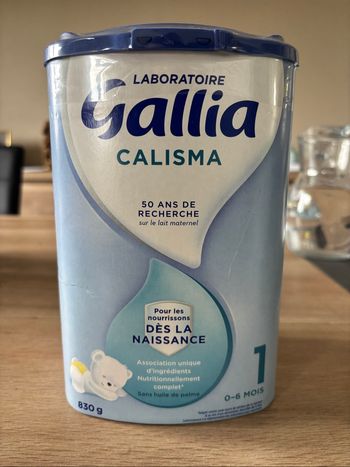 LABORATOIRE
Gallia
CALISMA
50 ANS DE
RECHERCHE
sur le lait maternel
Pour les
nourrissons
DÈS LA
NAISSANCE
Association unique
d'ingrédients
Nutritionnellement
complet*
Sans huile de palme
1
0-6 MOIS
830 g